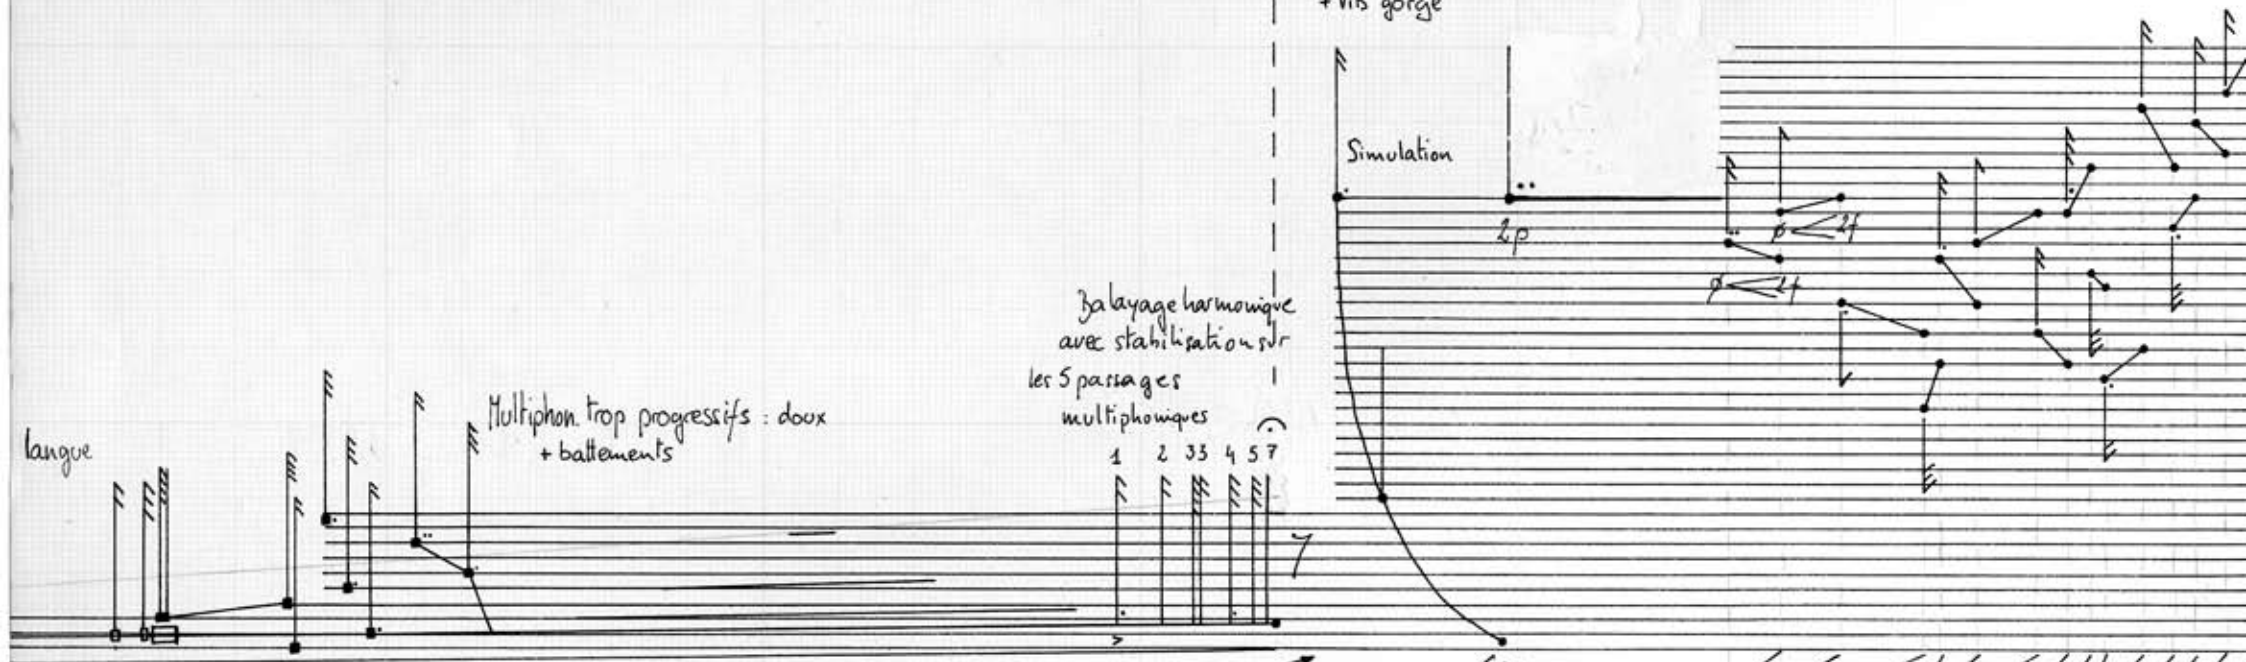 + vib gorge
Simulation
2p
ø < 2f
ø < 2f
Balayage harmonique
avec stabilisation sur
les 5 passages
multiphoniques
langue
Multiphon. trop progressifs : doux
+ battements
1 2 3 3 4 5 7